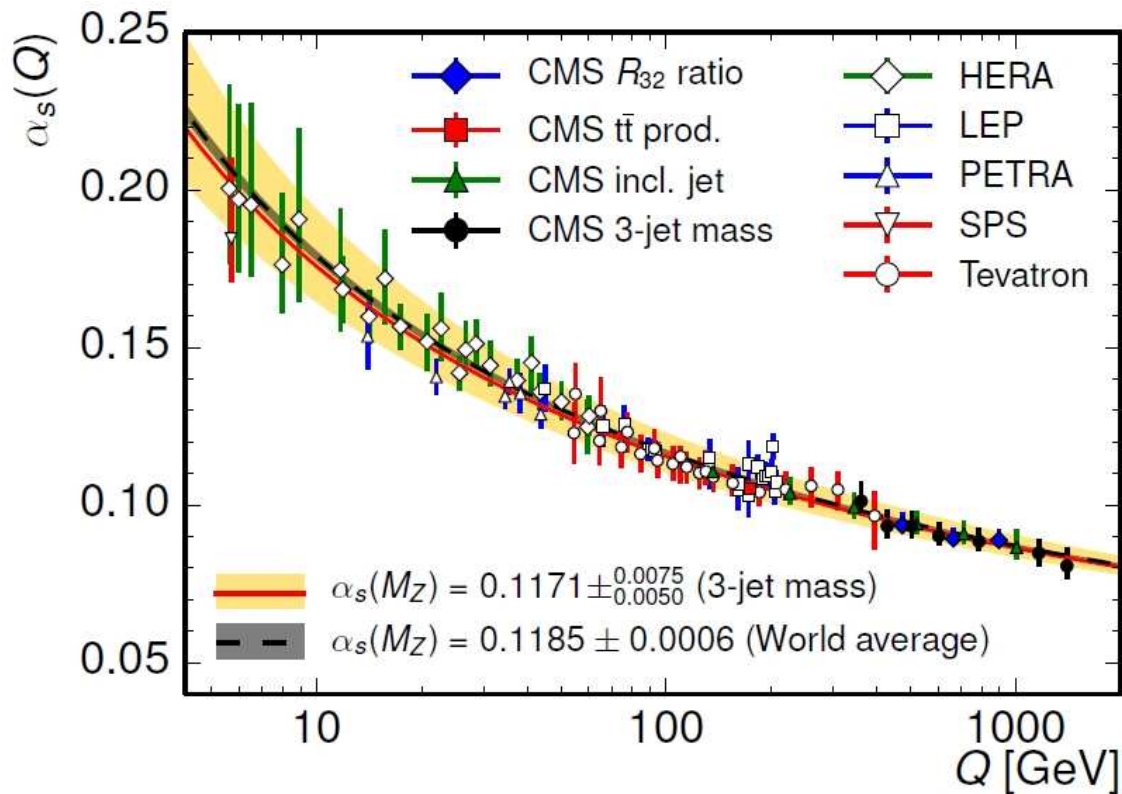 αs(Q)
0.25
0.20
0.15
0.10
0.05
CMS R32 ratio
CMS tt̄ prod.
CMS incl. jet
CMS 3-jet mass
HERA
LEP
PETRA
SPS
Tevatron
αs(MZ) = 0.1171 ± 0.0075 0.0050 (3-jet mass)
αs(MZ) = 0.1185 ± 0.0006 (World average)
10 100 1000
Q [GeV]